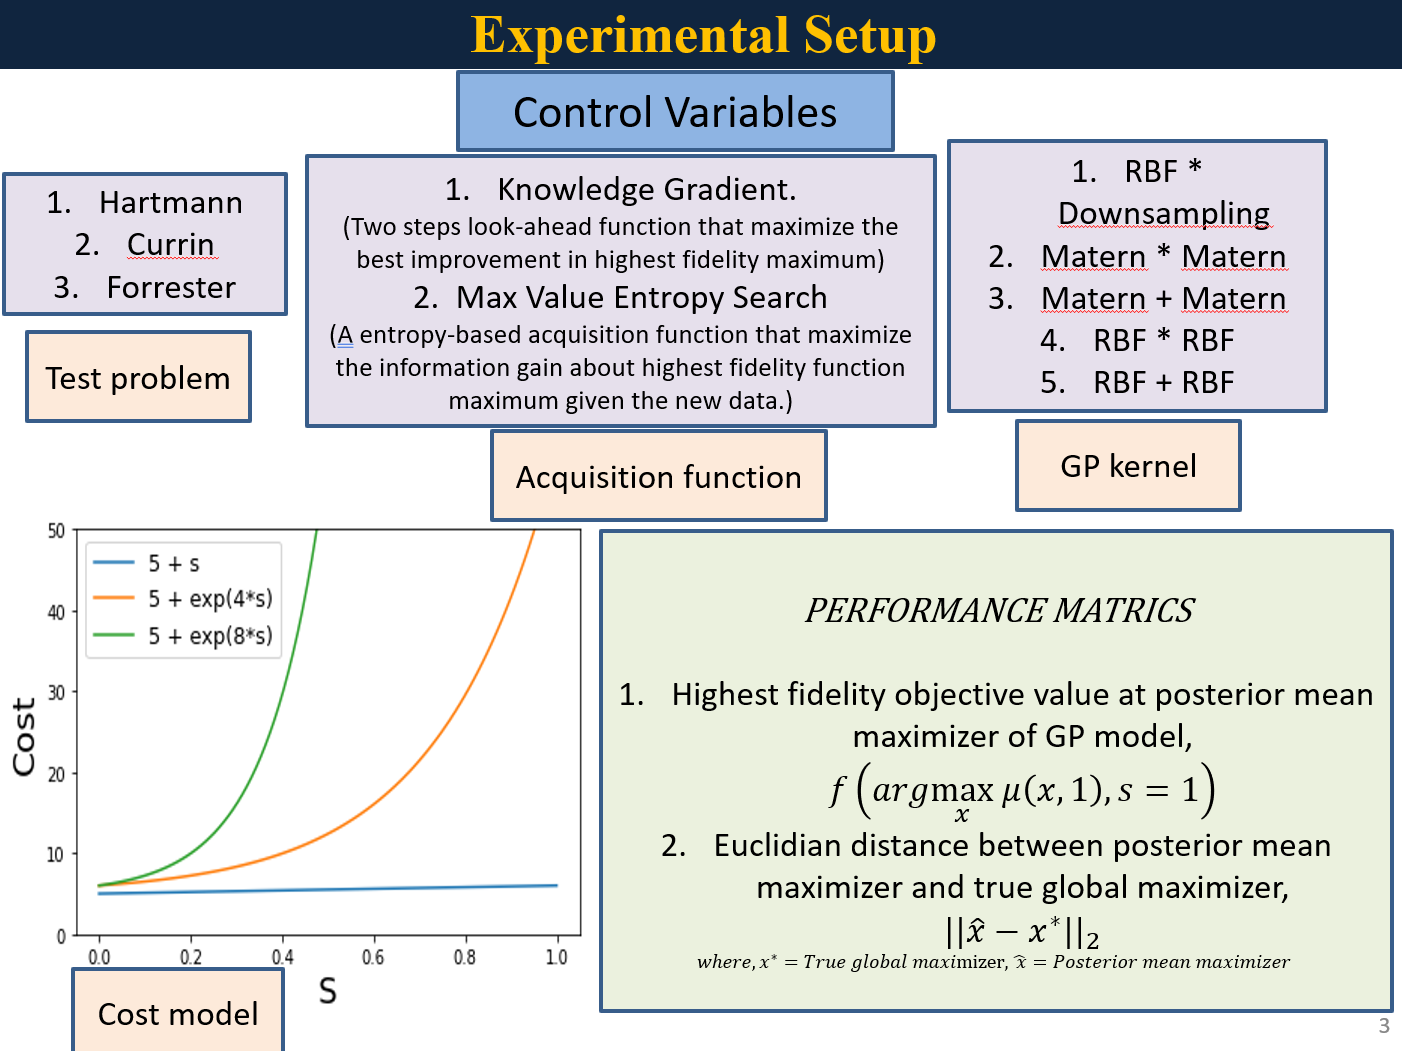 Experimental Setup
Control Variables
1. Hartmann
2. Currin
3. Forrester
Test problem
1. Knowledge Gradient.
(Two steps look-ahead function that maximize the
best improvement in highest fidelity maximum)
2. Max Value Entropy Search
(A entropy-based acquisition function that maximize
the information gain about highest fidelity function
maximum given the new data.)
Acquisition function
1. RBF *
Downsampling
2. Matern * Matern
3. Matern + Matern
4. RBF * RBF
5. RBF + RBF
GP kernel
50
40
30
20
10
0
Cost
5 + s
5 + exp(4*s)
5 + exp(8*s)
0.0 0.2 0.4 0.6 0.8 1.0
S
Cost model
PERFORMANCE MATRICS
1. Highest fidelity objective value at posterior mean
maximizer of GP model,
f(argmax μ(x, 1), s = 1)
x
2. Euclidian distance between posterior mean
maximizer and true global maximizer,
||x̂ − x*||₂
where, x* = True global maximizer, x̂ = Posterior mean maximizer
3